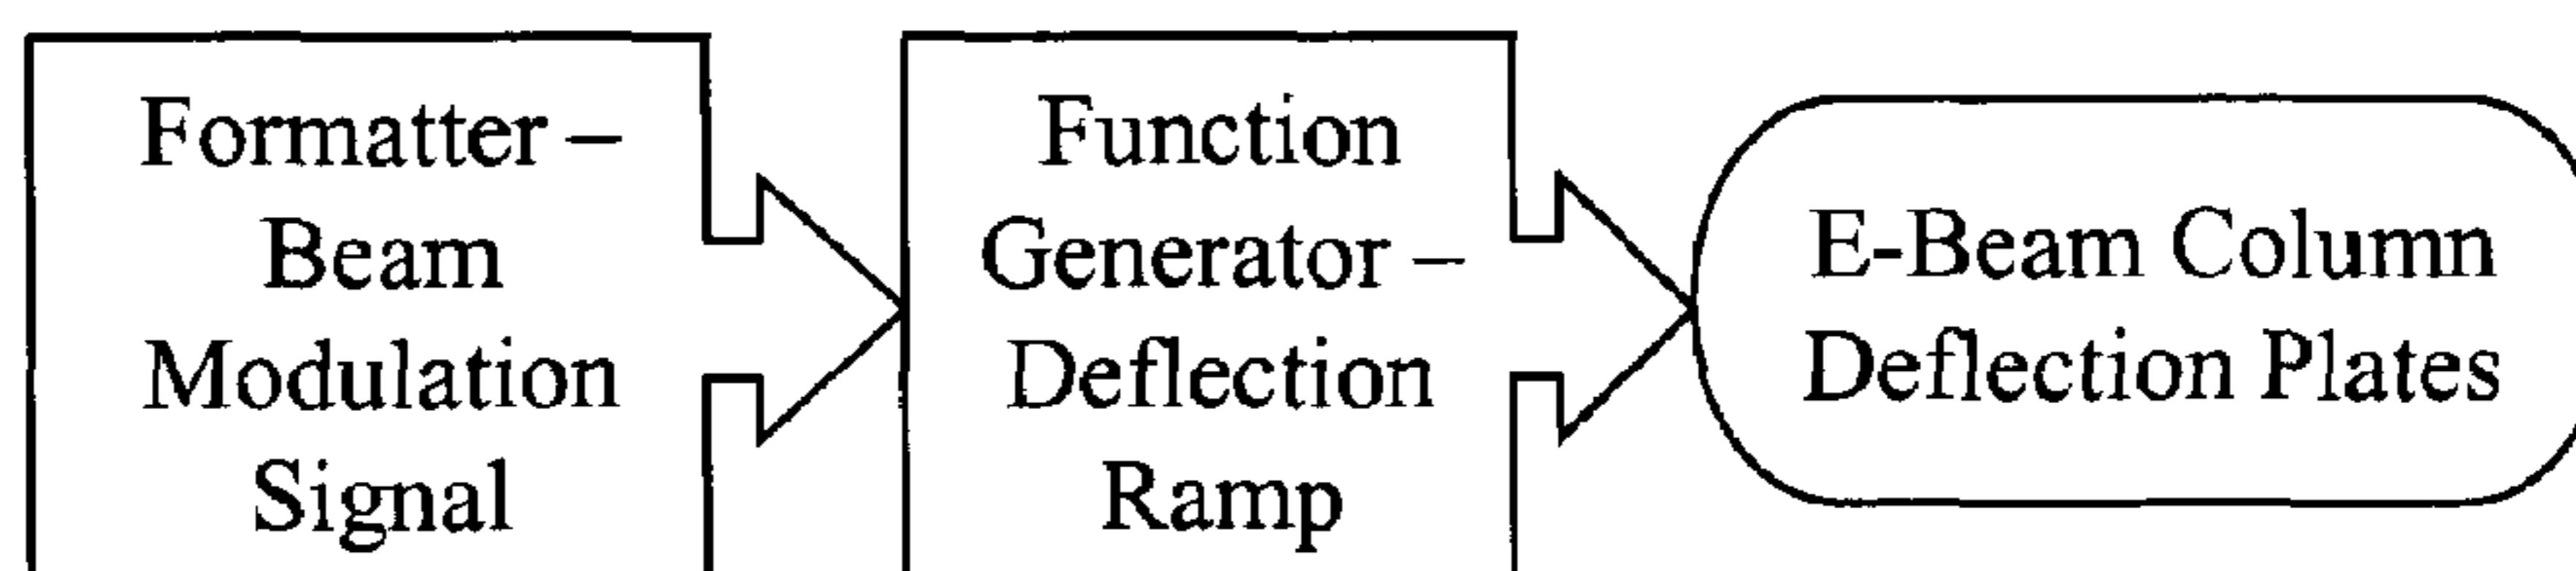 Formatter –
Beam
Modulation
Signal
Function
Generator –
Deflection
Ramp
E-Beam Column
Deflection Plates